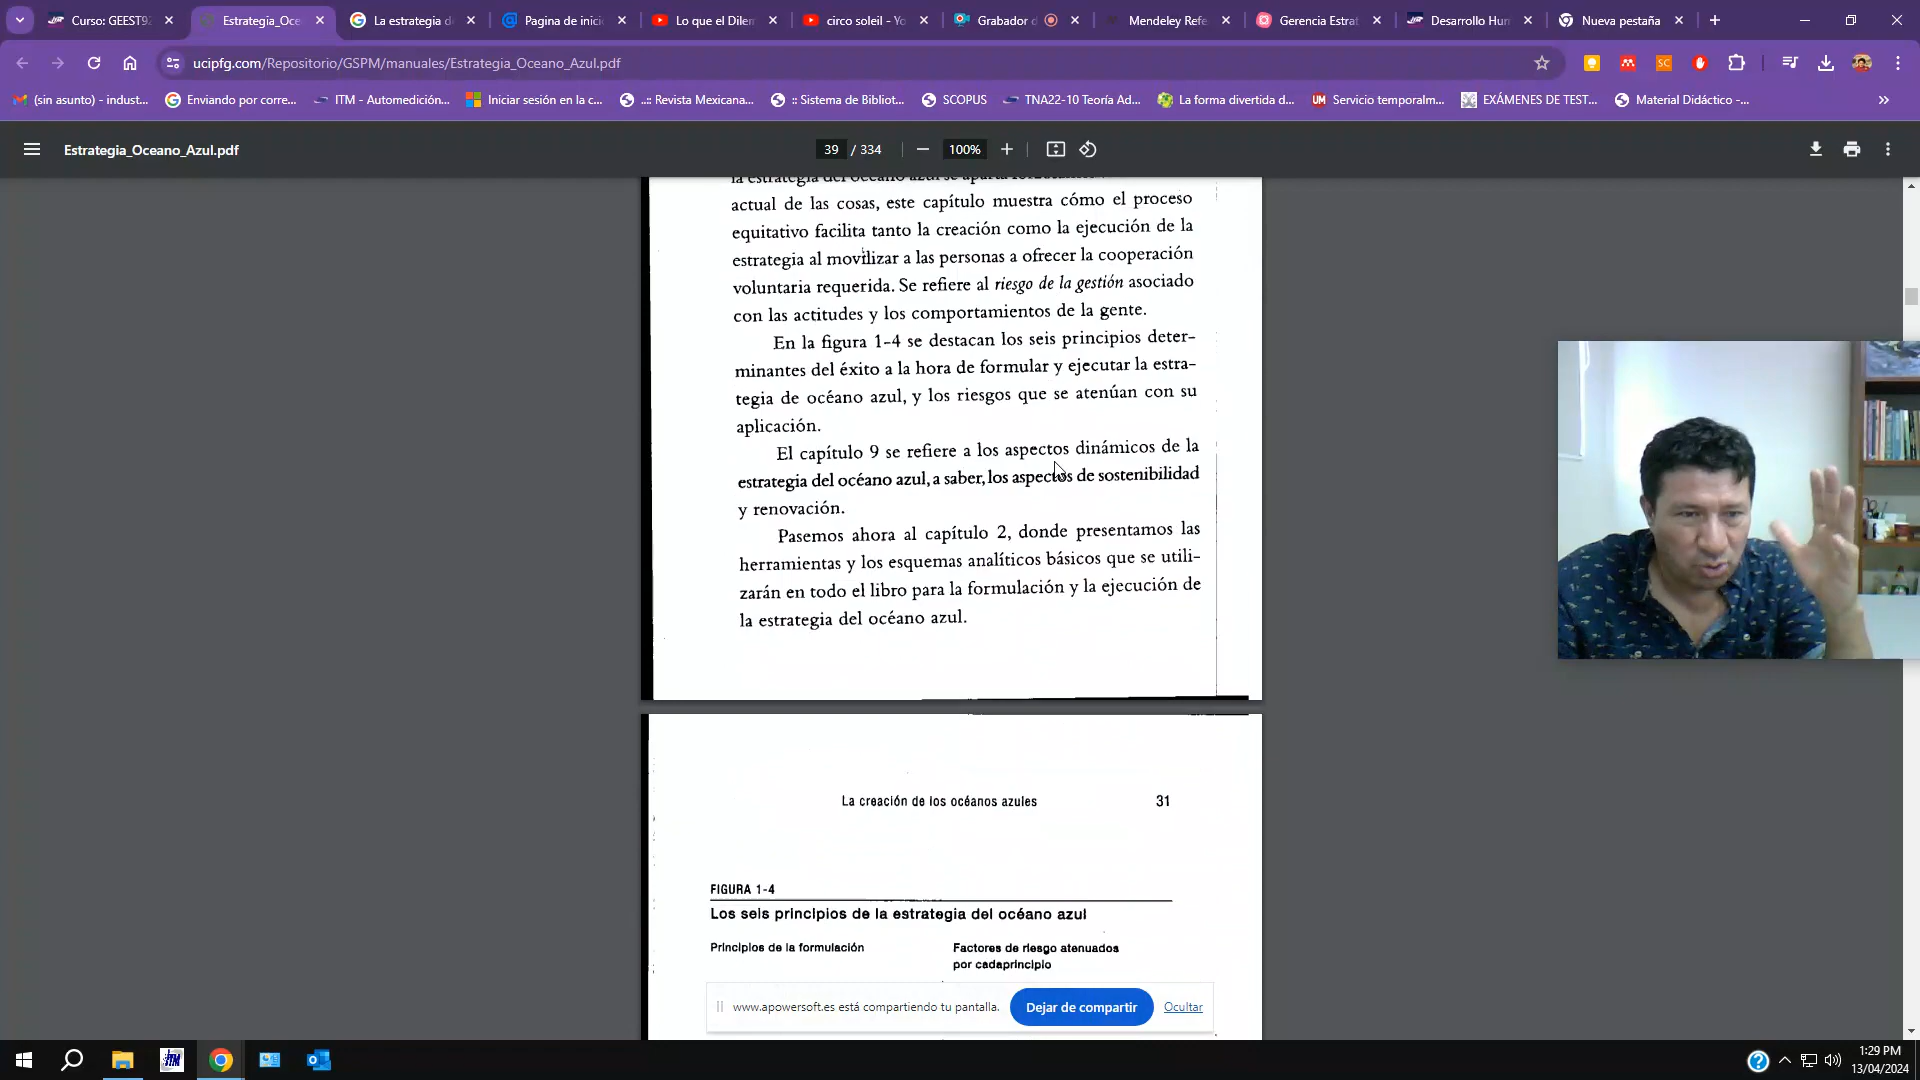 Curso: GEEST92
Estrategia_Oce
La estrategia d
Pagina de inici
Lo que el Dilem
circo soleil - Yo
Grabador d
Mendeley Refe
Gerencia Estrat
Desarrollo Hum
Nueva pestaña
ucipfg.com/Repositorio/GSPM/manuales/Estrategia_Oceano_Azul.pdf
(sin asunto) - indust...
Enviando por corre...
ITM - Automedición...
Iniciar sesión en la c...
..:: Revista Mexicana...
:: Sistema de Bibliot...
SCOPUS
TNA22-10 Teoría Ad...
La forma divertida d...
UM Servicio temporalm...
EXÁMENES DE TEST...
Material Didáctico -...
Estrategia_Oceano_Azul.pdf
39 / 334
100%
la estrategia del océano azul se aparta
actual de las cosas, este capítulo muestra cómo el proceso
equitativo facilita tanto la creación como la ejecución de la
estrategia al movilizar a las personas a ofrecer la cooperación
voluntaria requerida. Se refiere al riesgo de la gestión asociado
con las actitudes y los comportamientos de la gente.
En la figura 1-4 se destacan los seis principios deter-
minantes del éxito a la hora de formular y ejecutar la estra-
tegia de océano azul, y los riesgos que se atenúan con su
aplicación.
El capítulo 9 se refiere a los aspectos dinámicos de la
estrategia del océano azul, a saber, los aspectos de sostenibilidad
y renovación.
Pasemos ahora al capítulo 2, donde presentamos las
herramientas y los esquemas analíticos básicos que se utili-
zarán en todo el libro para la formulación y la ejecución de
la estrategia del océano azul.
La creación de los océanos azules 31
FIGURA 1-4
Los seis principios de la estrategia del océano azul
Principios de la formulación
Factores de riesgo atenuados
por cadaprincipio
www.apowersoft.es está compartiendo tu pantalla.
Dejar de compartir
Ocultar
ITM
1:29 PM
13/04/2024